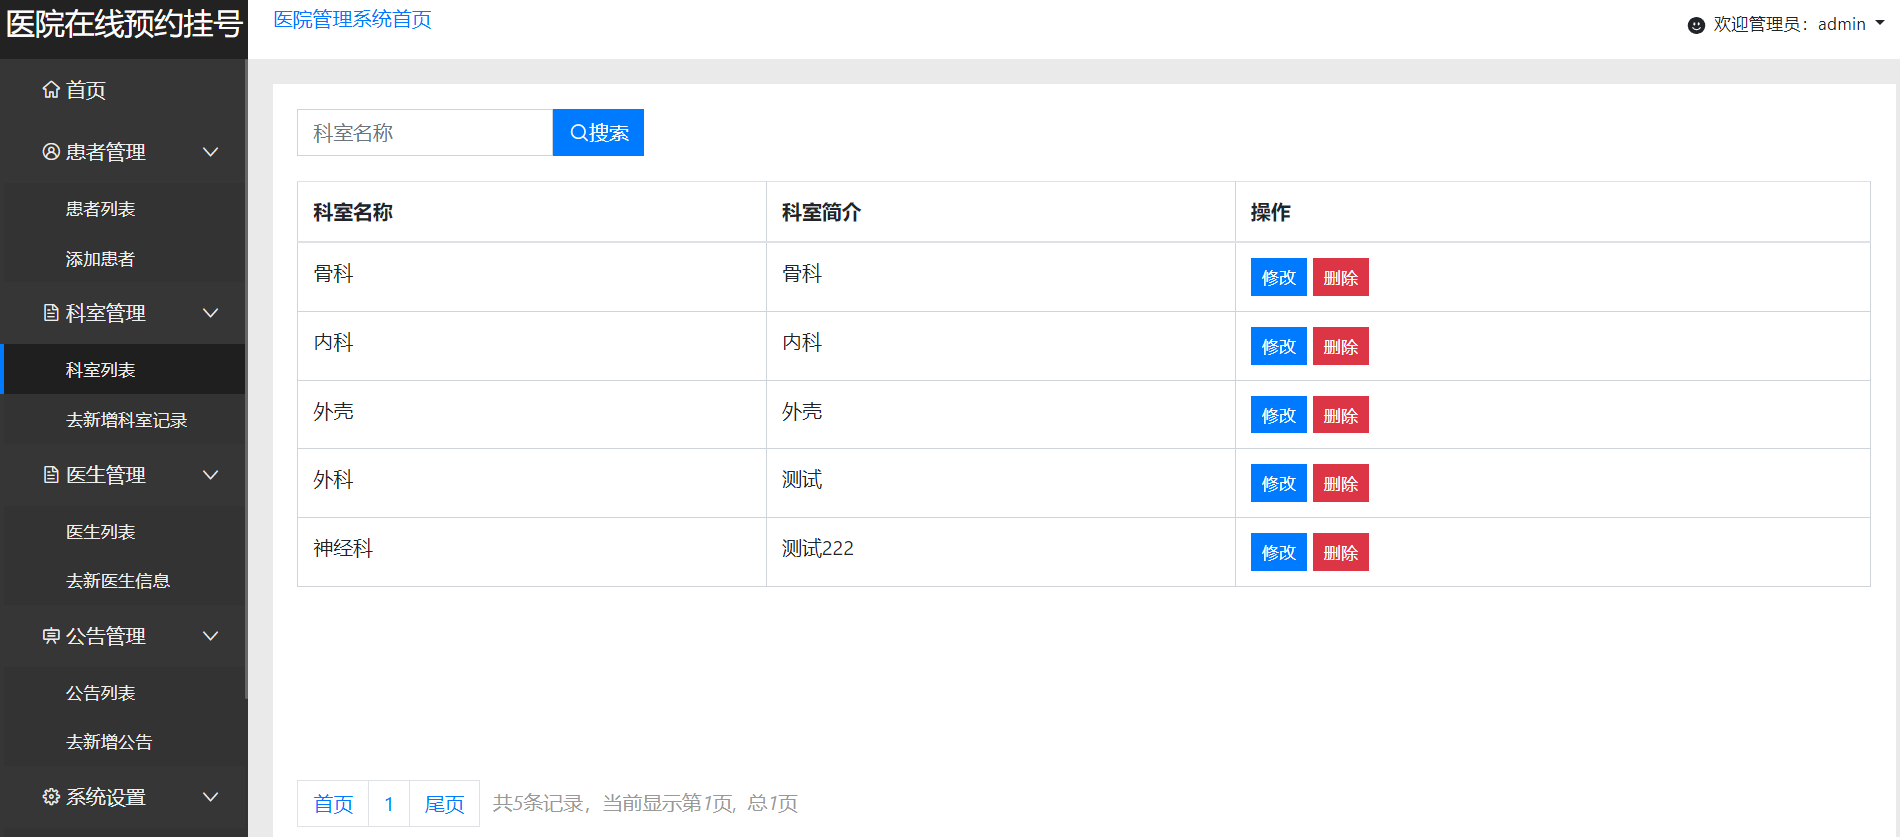 医院在线预约挂号
医院管理系统首页
欢迎管理员：admin
首页
患者管理
患者列表
添加患者
科室管理
科室列表
去新增科室记录
医生管理
医生列表
去新医生信息
公告管理
公告列表
去新增公告
系统设置
科室名称
搜索
科室名称 科室简介 操作
骨科 骨科 修改 删除
内科 内科 修改 删除
外壳 外壳 修改 删除
外科 测试 修改 删除
神经科 测试222 修改 删除
首页 1 尾页 共5条记录，当前显示第1页, 总1页